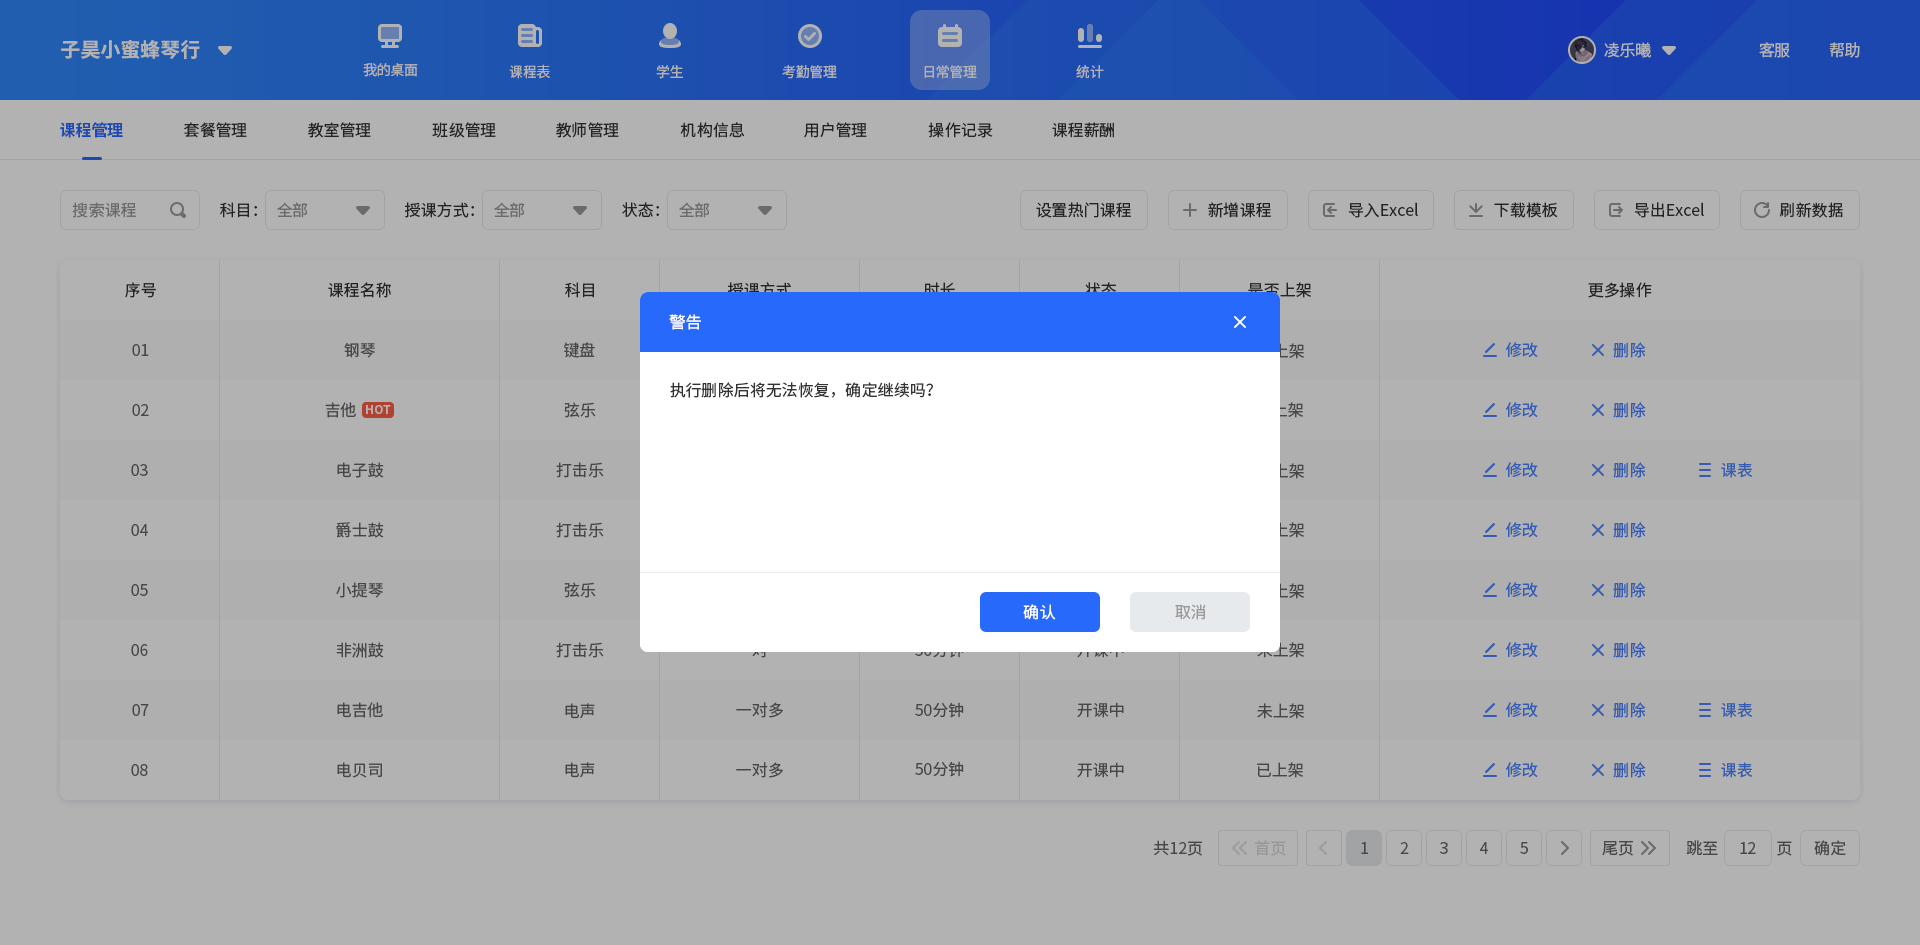 子昊小蜜蜂琴行
我的桌面 课程表 学生 考勤管理 日常管理 统计
凌乐曦 客服 帮助
课程管理 套餐管理 教室管理 班级管理 教师管理 机构信息 用户管理 操作记录 课程薪酬
搜索课程 科目： 全部 授课方式： 全部 状态： 全部 设置热门课程 新增课程 导入Excel 下载模板 导出Excel 刷新数据
序号 课程名称 科目 授课方式 时长 状态 是否上架 更多操作
警告
01 钢琴 键盘 上架 修改 删除
执行删除后将无法恢复，确定继续吗？
02 吉他 HOT 弦乐 上架 修改 删除
03 电子鼓 打击乐 上架 修改 删除 课表
04 爵士鼓 打击乐 上架 修改 删除
05 小提琴 弦乐 上架 修改 删除
确认 取消
06 非洲鼓 打击乐 对 50分钟 开课中 未上架 修改 删除
07 电吉他 电声 一对多 50分钟 开课中 未上架 修改 删除 课表
08 电贝司 电声 一对多 50分钟 开课中 已上架 修改 删除 课表
共12页 首页 1 2 3 4 5 尾页 跳至 12 页 确定